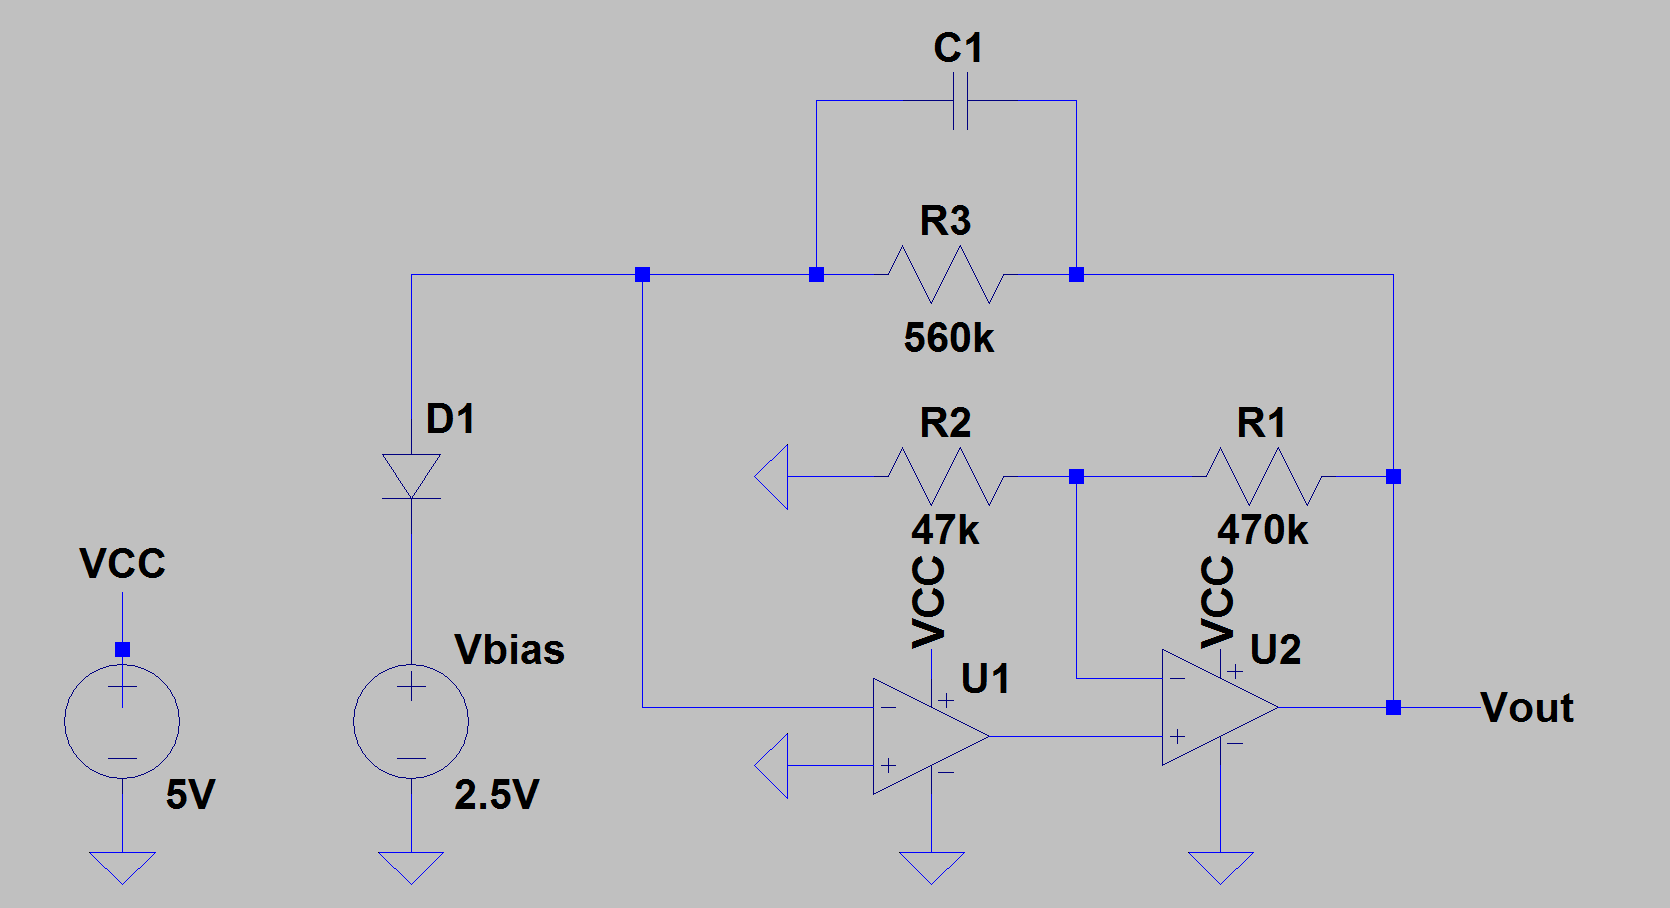 C1
R3
560k
D1
R2
R1
47k
470k
VCC
VCC
VCC
Vbias
U1
U2
Vout
5V
2.5V